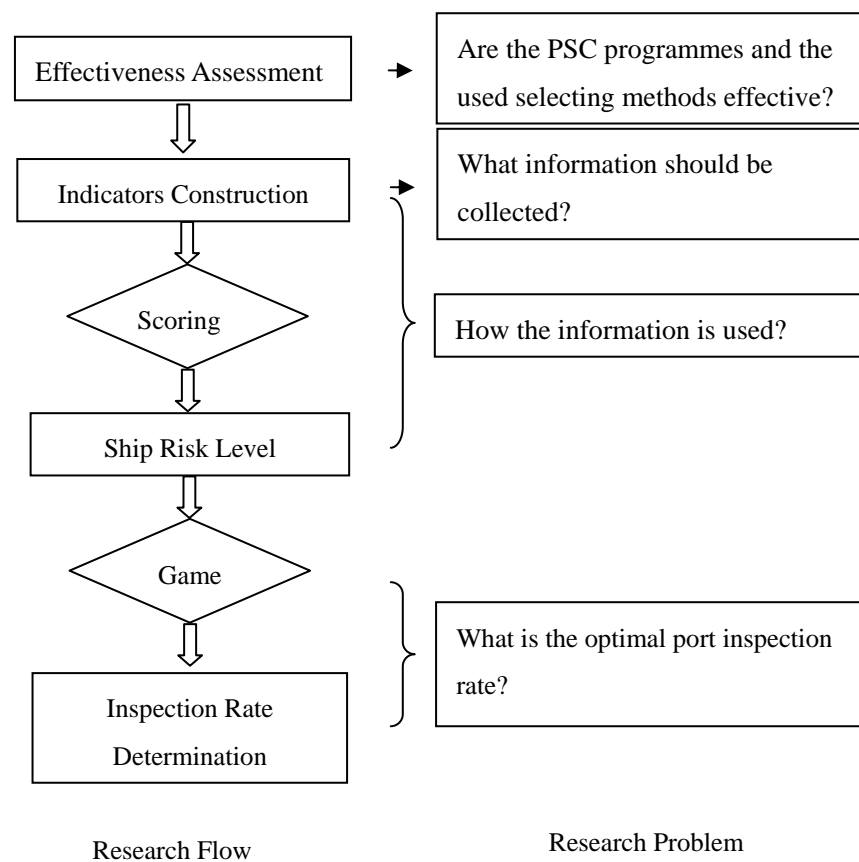 Effectiveness Assessment
Are the PSC programmes and the
used selecting methods effective?
Indicators Construction
What information should be
collected?
Scoring
How the information is used?
Ship Risk Level
Game
What is the optimal port inspection
rate?
Inspection Rate
Determination
Research Flow
Research Problem